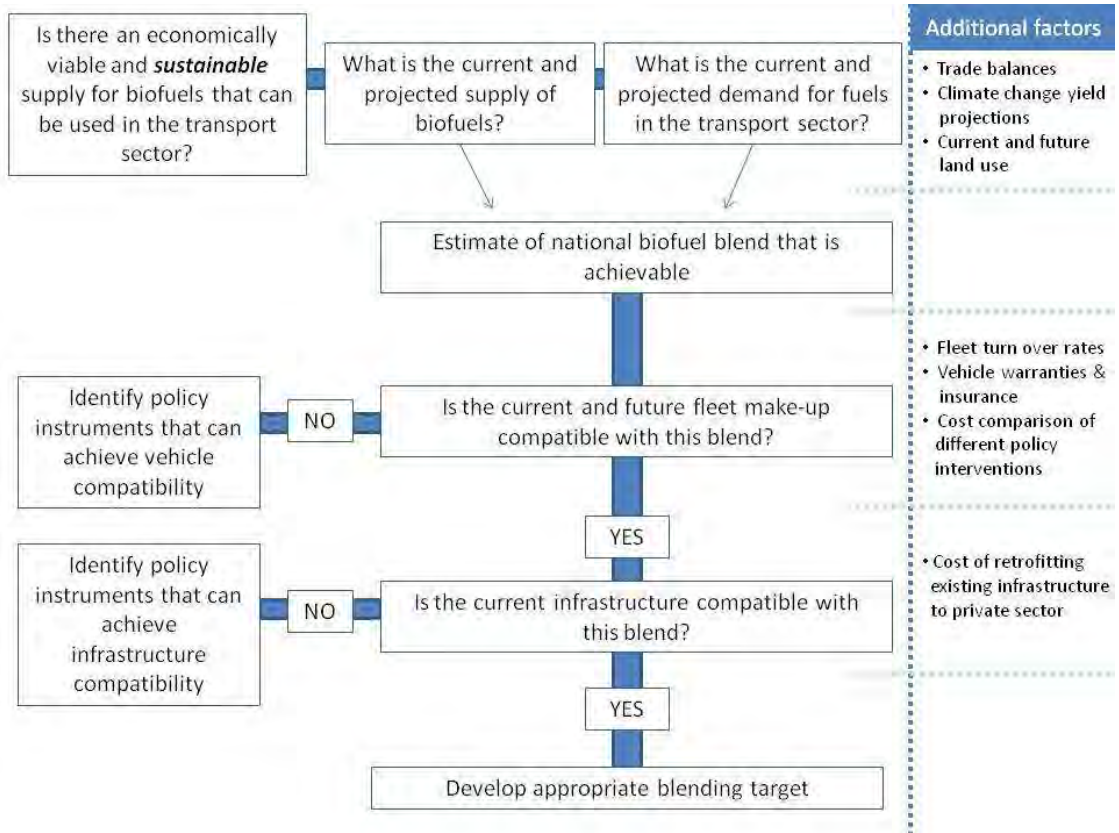 Is there an economically
viable and sustainable
supply for biofuels that can
be used in the transport
sector?
What is the current and
projected supply of
biofuels?
What is the current and
projected demand for fuels
in the transport sector?
Estimate of national biofuel blend that is
achievable
Is the current and future fleet make-up
compatible with this blend?
NO
Identify policy
instruments that can
achieve vehicle
compatibility
YES
Is the current infrastructure compatible with
this blend?
NO
Identify policy
instruments that can
achieve
infrastructure
compatibility
YES
Develop appropriate blending target
Additional factors
• Trade balances
• Climate change yield
projections
• Current and future
land use
• Fleet turn over rates
• Vehicle warranties &
insurance
• Cost comparison of
different policy
interventions
• Cost of retrofitting
existing infrastructure
to private sector